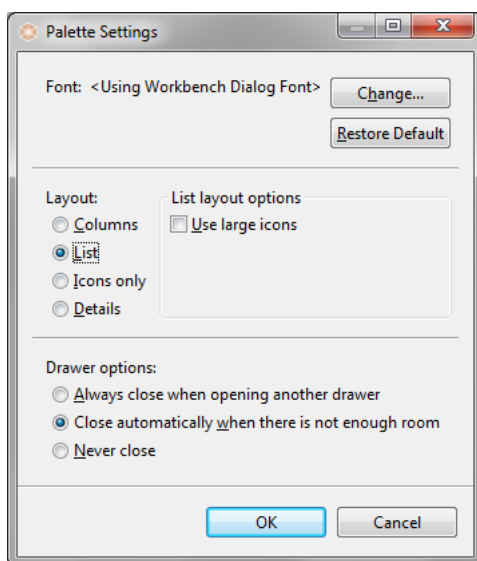 Palette Settings
Font: <Using Workbench Dialog Font>
Change...
Restore Default
Layout:
Columns
List
Icons only
Details
List layout options
Use large icons
Drawer options:
Always close when opening another drawer
Close automatically when there is not enough room
Never close
OK
Cancel